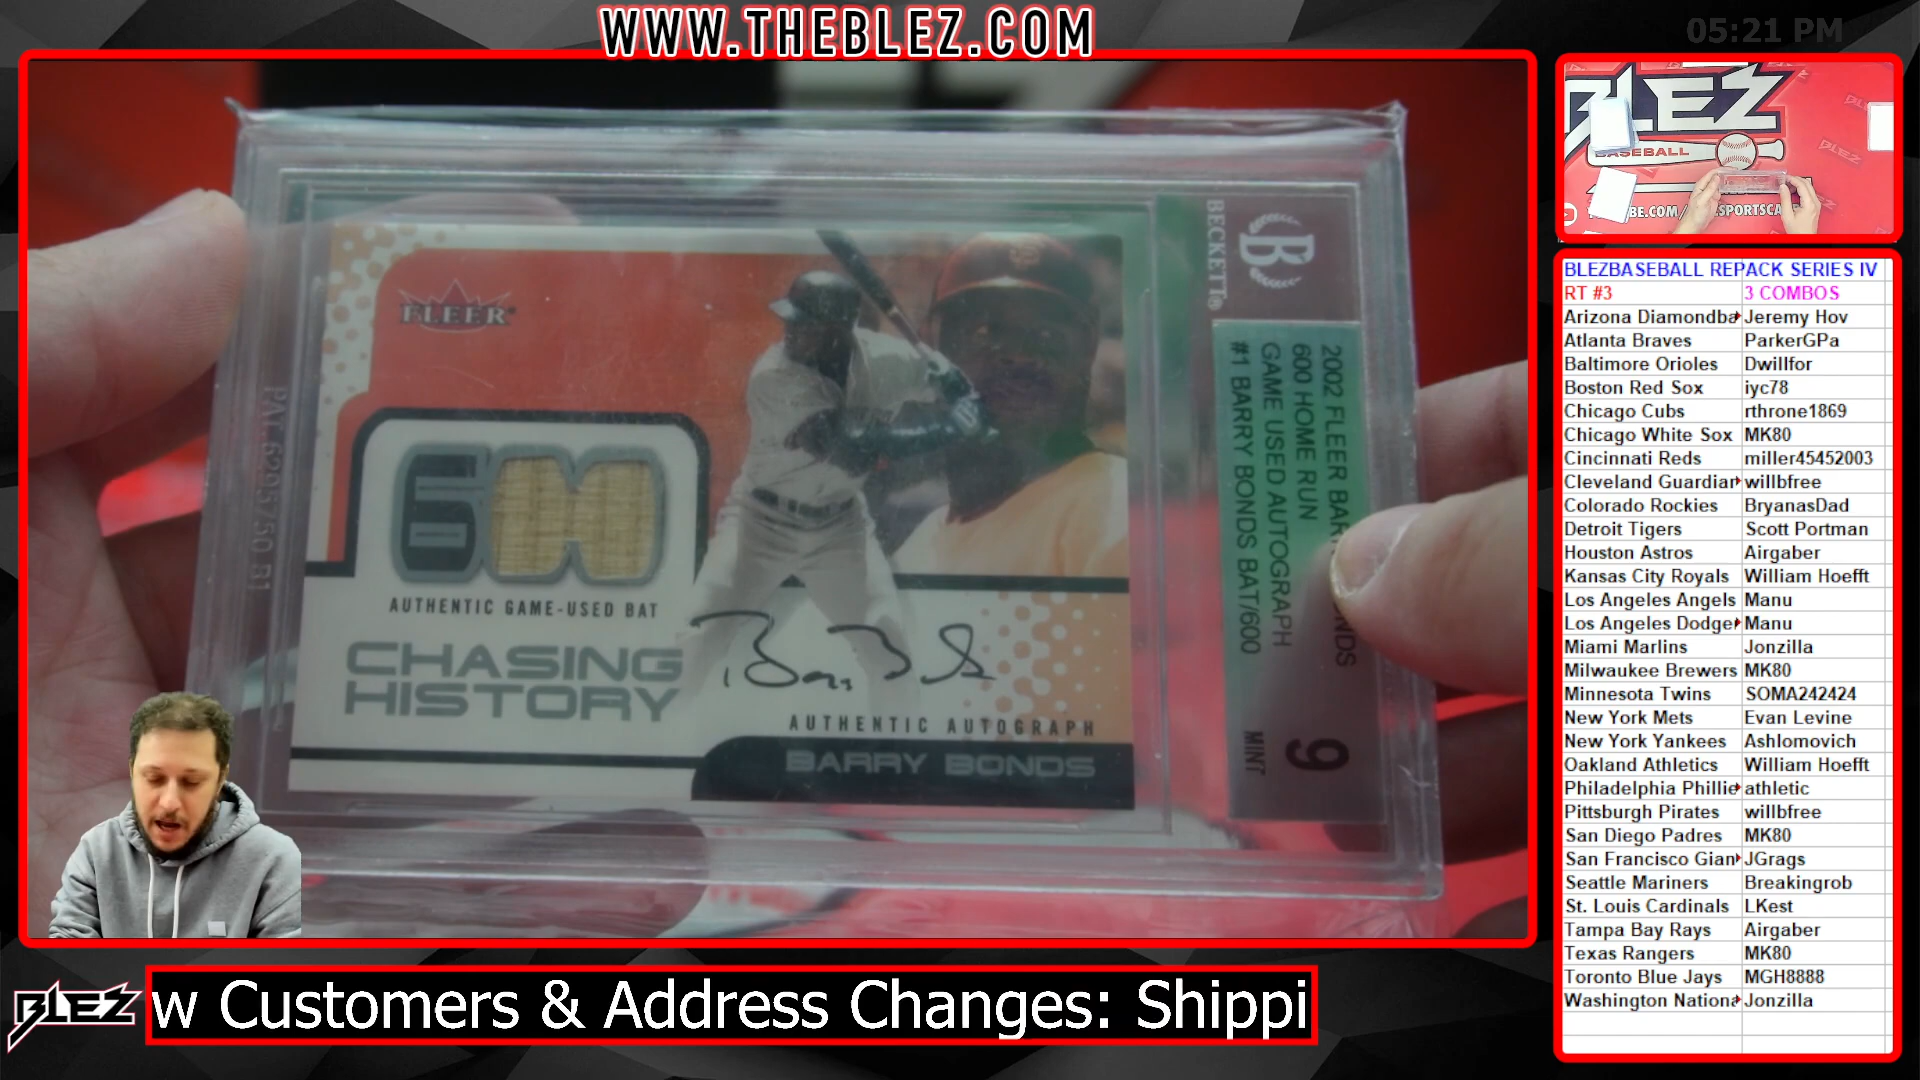 WWW.THEBLEZ.COM
05:21 PM
FLEER
600
AUTHENTIC GAME-USED BAT
CHASING
HISTORY
AUTHENTIC AUTOGRAPH
BARRY BONDS
PAT. 6295750 B1
BECKETT®
B
2002 FLEER BAR NDS
600 HOME RUN
GAME USED AUTOGRAPH
#1 BARRY BONDS BAT/600
9
MINT
BLEZ
BASEBALL
BLEZBASEBALL REPACK SERIES IV
RT #3 3 COMBOS
Arizona Diamondba Jeremy Hov
Atlanta Braves ParkerGPa
Baltimore Orioles Dwillfor
Boston Red Sox iyc78
Chicago Cubs rthrone1869
Chicago White Sox MK80
Cincinnati Reds miller45452003
Cleveland Guardian willbfree
Colorado Rockies BryanasDad
Detroit Tigers Scott Portman
Houston Astros Airgaber
Kansas City Royals William Hoefft
Los Angeles Angels Manu
Los Angeles Dodge Manu
Miami Marlins Jonzilla
Milwaukee Brewers MK80
Minnesota Twins SOMA242424
New York Mets Evan Levine
New York Yankees Ashlomovich
Oakland Athletics William Hoefft
Philadelphia Phillie athletic
Pittsburgh Pirates willbfree
San Diego Padres MK80
San Francisco Gian JGrags
Seattle Mariners Breakingrob
St. Louis Cardinals LKest
Tampa Bay Rays Airgaber
Texas Rangers MK80
Toronto Blue Jays MGH8888
Washington Nationa Jonzilla
BLEZ
w Customers & Address Changes: Shippi